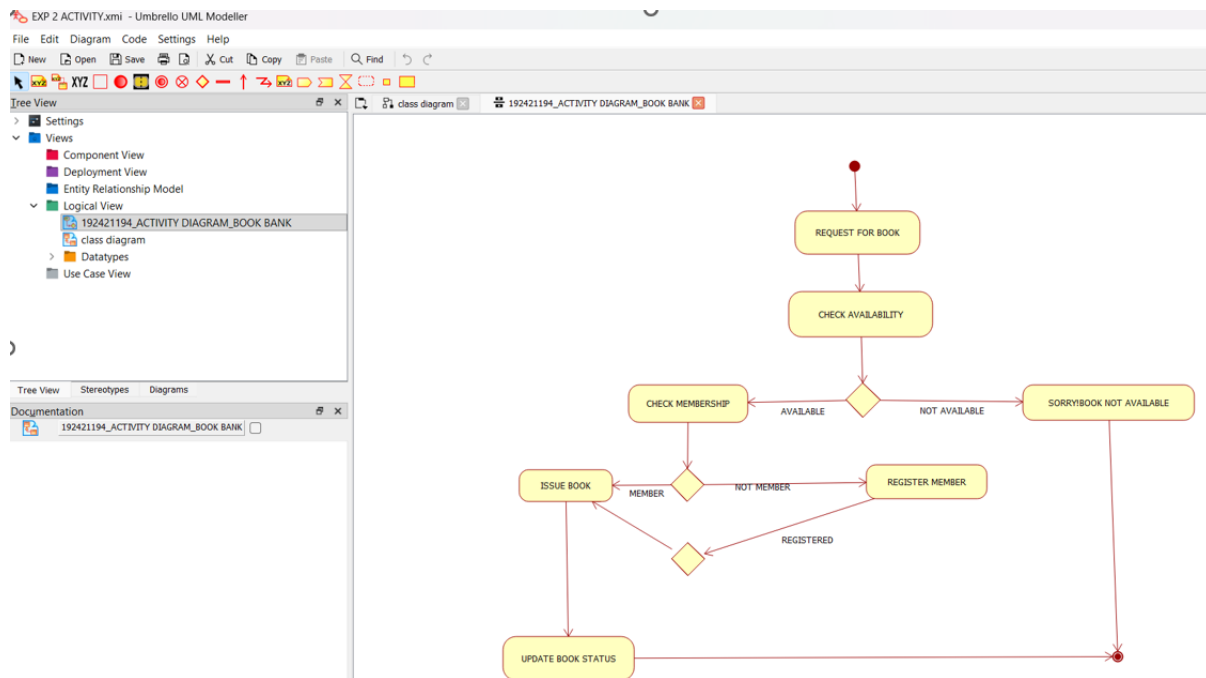 EXP 2 ACTIVITY.xmi - Umbrello UML Modeller
File Edit Diagram Code Settings Help
New Open Save Cut Copy Paste Find
XYZ
Tree View
class diagram
192421194_ACTIVITY DIAGRAM_BOOK BANK
Settings
Views
Component View
Deployment View
Entity Relationship Model
Logical View
192421194_ACTIVITY DIAGRAM_BOOK BANK
class diagram
Datatypes
Use Case View
Tree View Stereotypes Diagrams
Documentation
192421194_ACTIVITY DIAGRAM_BOOK BANK
REQUEST FOR BOOK
CHECK AVAILABILITY
CHECK MEMBERSHIP
AVAILABLE
NOT AVAILABLE
SORRY!BOOK NOT AVAILABLE
ISSUE BOOK
MEMBER
NOT MEMBER
REGISTER MEMBER
REGISTERED
UPDATE BOOK STATUS